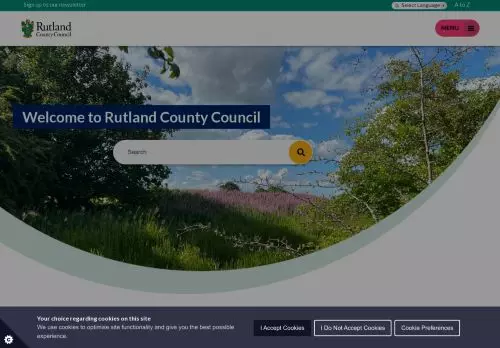 Sign up to our newsletter
Select Language
A to Z
Rutland
County Council
MENU
Welcome to Rutland County Council
Search
Your choice regarding cookies on this site
We use cookies to optimise site functionality and give you the best possible
experience.
I Accept Cookies
I Do Not Accept Cookies
Cookie Preferences